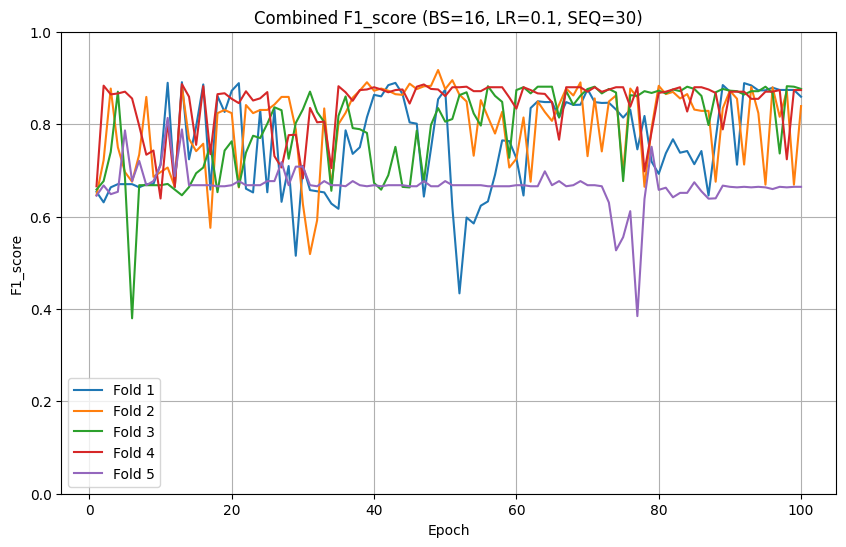 Combined F1_score (BS=16, LR=0.1, SEQ=30)
F1_score
1.0
0.8
0.6
0.4
0.2
0.0
Fold 1
Fold 2
Fold 3
Fold 4
Fold 5
0
20
40
60
80
100
Epoch